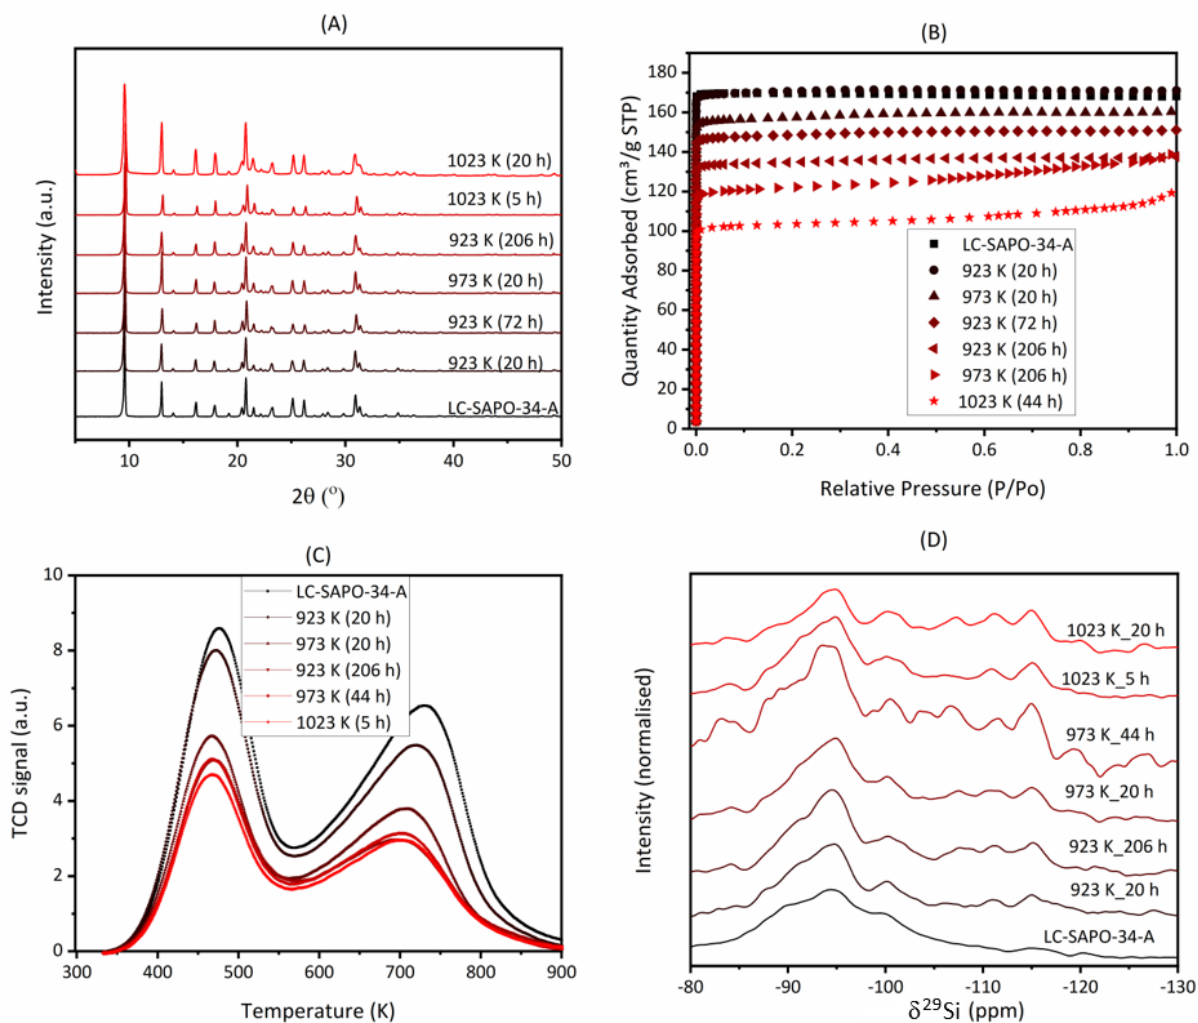 (A)
Intensity (a.u.)
1023 K (20 h)
1023 K (5 h)
923 K (206 h)
973 K (20 h)
923 K (72 h)
923 K (20 h)
LC-SAPO-34-A
10 20 30 40 50
2θ (°)
(B)
Quantity Adsorbed (cm³/g STP)
180
160
140
120
100
80
60
40
20
0
LC-SAPO-34-A
923 K (20 h)
973 K (20 h)
923 K (72 h)
923 K (206 h)
973 K (206 h)
1023 K (44 h)
0.0 0.2 0.4 0.6 0.8 1.0
Relative Pressure (P/Po)
(C)
TCD signal (a.u.)
10
8
6
4
2
0
LC-SAPO-34-A
923 K (20 h)
973 K (20 h)
923 K (206 h)
973 K (44 h)
1023 K (5 h)
300 400 500 600 700 800 900
Temperature (K)
(D)
Intensity (normalised)
1023 K_20 h
1023 K_5 h
973 K_44 h
973 K_20 h
923 K_206 h
923 K_20 h
LC-SAPO-34-A
-80 -90 -100 -110 -120 -130
δ²⁹Si (ppm)